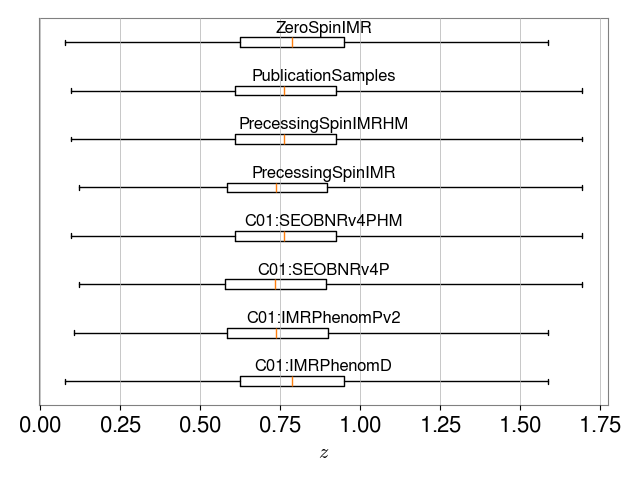 ZeroSpinIMR
PublicationSamples
PrecessingSpinIMRHM
PrecessingSpinIMR
C01:SEOBNRv4PHM
C01:SEOBNRv4P
C01:IMRPhenomPv2
C01:IMRPhenomD
0.00 0.25 0.50 0.75 1.00 1.25 1.50 1.75
z